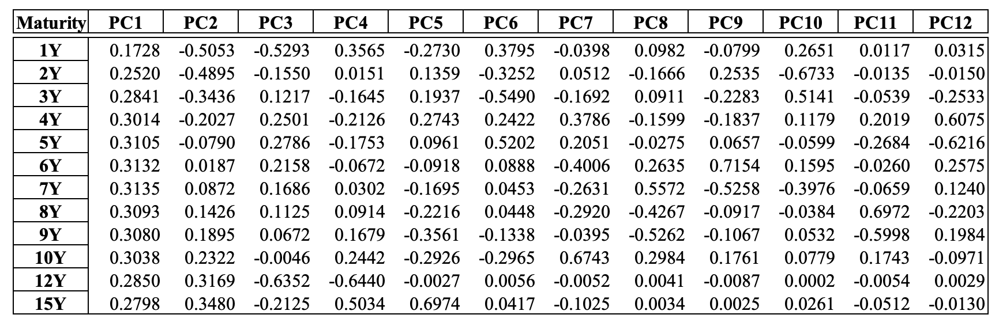 Maturity PC1 PC2 PC3 PC4 PC5 PC6 PC7 PC8 PC9 PC10 PC11 PC12
1Y 0.1728 -0.5053 -0.5293 0.3565 -0.2730 0.3795 -0.0398 0.0982 -0.0799 0.2651 0.0117 0.0315
2Y 0.2520 -0.4895 -0.1550 0.0151 0.1359 -0.3252 0.0512 -0.1666 0.2535 -0.6733 -0.0135 -0.0150
3Y 0.2841 -0.3436 0.1217 -0.1645 0.1937 -0.5490 -0.1692 0.0911 -0.2283 0.5141 -0.0539 -0.2533
4Y 0.3014 -0.2027 0.2501 -0.2126 0.2743 0.2422 0.3786 -0.1599 -0.1837 0.1179 0.2019 0.6075
5Y 0.3105 -0.0790 0.2786 -0.1753 0.0961 0.5202 0.2051 -0.0275 0.0657 -0.0599 -0.2684 -0.6216
6Y 0.3132 0.0187 0.2158 -0.0672 -0.0918 0.0888 -0.4006 0.2635 0.7154 0.1595 -0.0260 0.2575
7Y 0.3135 0.0872 0.1686 0.0302 -0.1695 0.0453 -0.2631 0.5572 -0.5258 -0.3976 -0.0659 0.1240
8Y 0.3093 0.1426 0.1125 0.0914 -0.2216 0.0448 -0.2920 -0.4267 -0.0917 -0.0384 0.6972 -0.2203
9Y 0.3080 0.1895 0.0672 0.1679 -0.3561 -0.1338 -0.0395 -0.5262 -0.1067 0.0532 -0.5998 0.1984
10Y 0.3038 0.2322 -0.0046 0.2442 -0.2926 -0.2965 0.6743 0.2984 0.1761 0.0779 0.1743 -0.0971
12Y 0.2850 0.3169 -0.6352 -0.6440 -0.0027 0.0056 -0.0052 0.0041 -0.0087 0.0002 -0.0054 0.0029
15Y 0.2798 0.3480 -0.2125 0.5034 0.6974 0.0417 -0.1025 0.0034 0.0025 0.0261 -0.0512 -0.0130